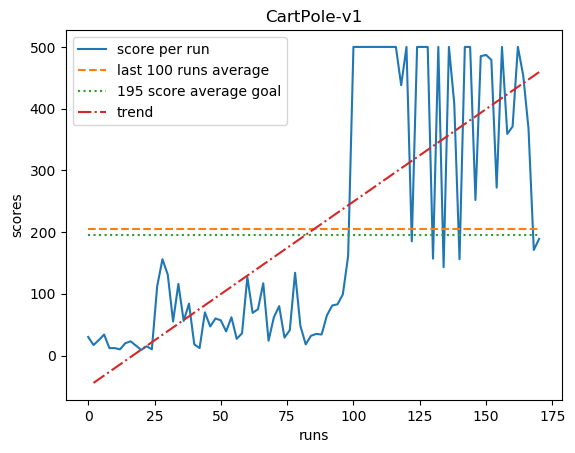 CartPole-v1
score per run
last 100 runs average
195 score average goal
trend
scores
500
400
300
200
100
0
0 25 50 75 100 125 150 175
runs